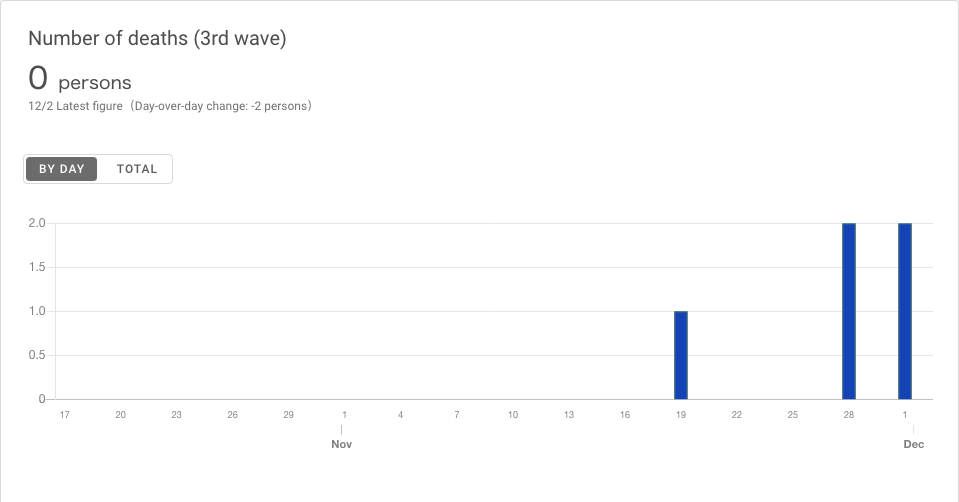 Number of deaths (3rd wave)
0 persons
12/2 Latest figure（Day-over-day change: -2 persons）
BY DAY TOTAL
2.0
1.5
1.0
0.5
0
17 20 23 26 29 1 4 7 10 13 16 19 22 25 28 1
Nov Dec